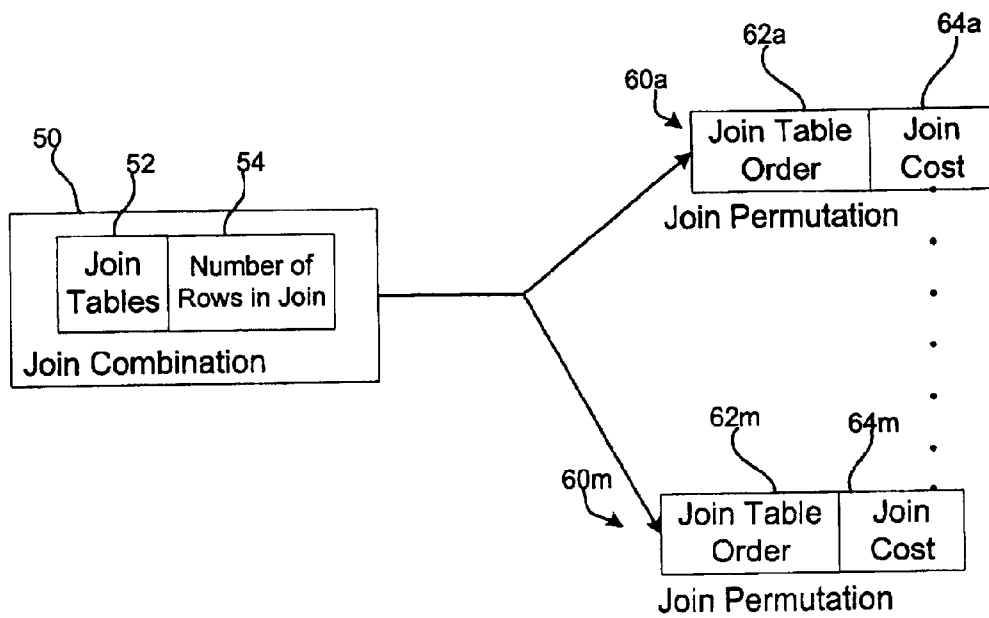 62a
64a
60a
Join Table
Order
Join
Cost
Join Permutation
50
52
54
Join
Tables
Number of
Rows in Join
Join Combination
62m
64m
60m
Join Table
Order
Join
Cost
Join Permutation